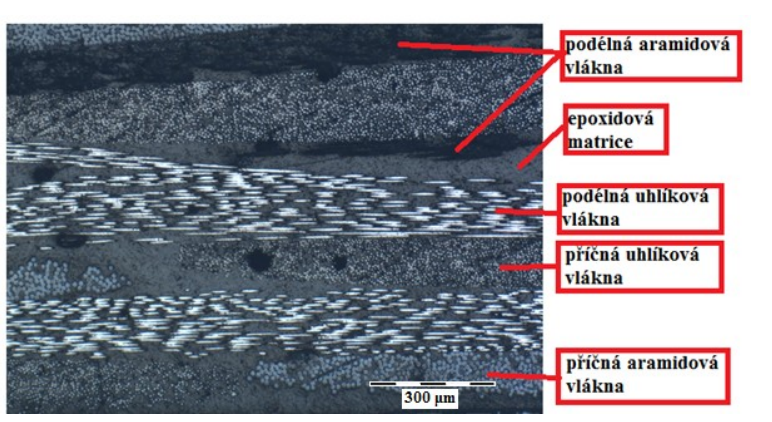 podélná aramidová
vlákna
epoxidová
matrice
podélná uhlíková
vlákna
příčná uhlíková
vlákna
příčná aramidová
vlákna
300 μm